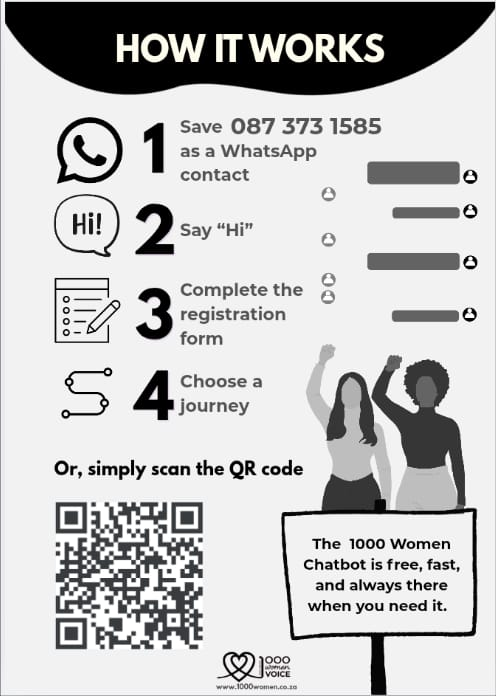 HOW IT WORKS
1
Save 087 373 1585
as a WhatsApp
contact
Hi!
2
Say “Hi”
3
Complete the
registration
form
4
Choose a
journey
Or, simply scan the QR code
The 1000 Women
Chatbot is free, fast,
and always there
when you need it.
1000
women
VOICE
www.1000women.co.za